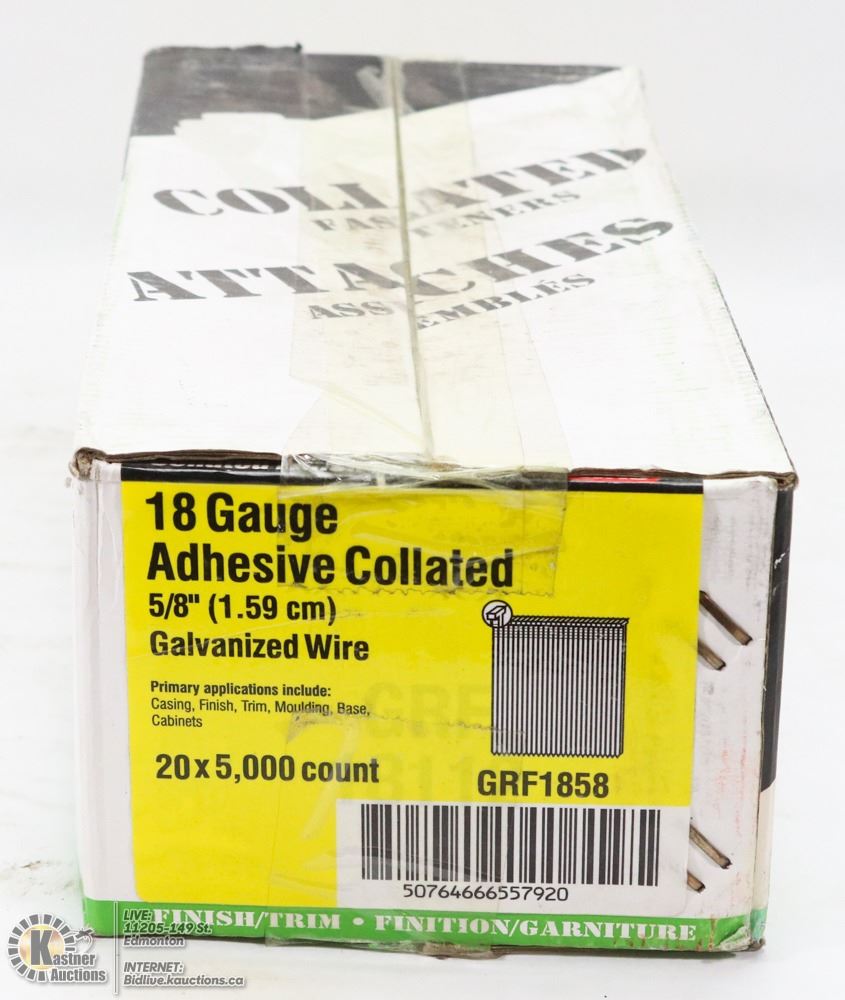 COLLATED
FASTENERS
ATTACHES
ASSEMBLÉS
18 Gauge
Adhesive Collated
5/8" (1.59 cm)
Galvanized Wire
Primary applications include:
Casing, Finish, Trim, Moulding, Base,
Cabinets
20 x 5,000 count
GRF1858
50764666557920
FINISH/TRIM • FINITION/GARNITURE
Kastner
Auctions
LIVE:
11205-149 St.
Edmonton
INTERNET:
Bidlive.kauctions.ca